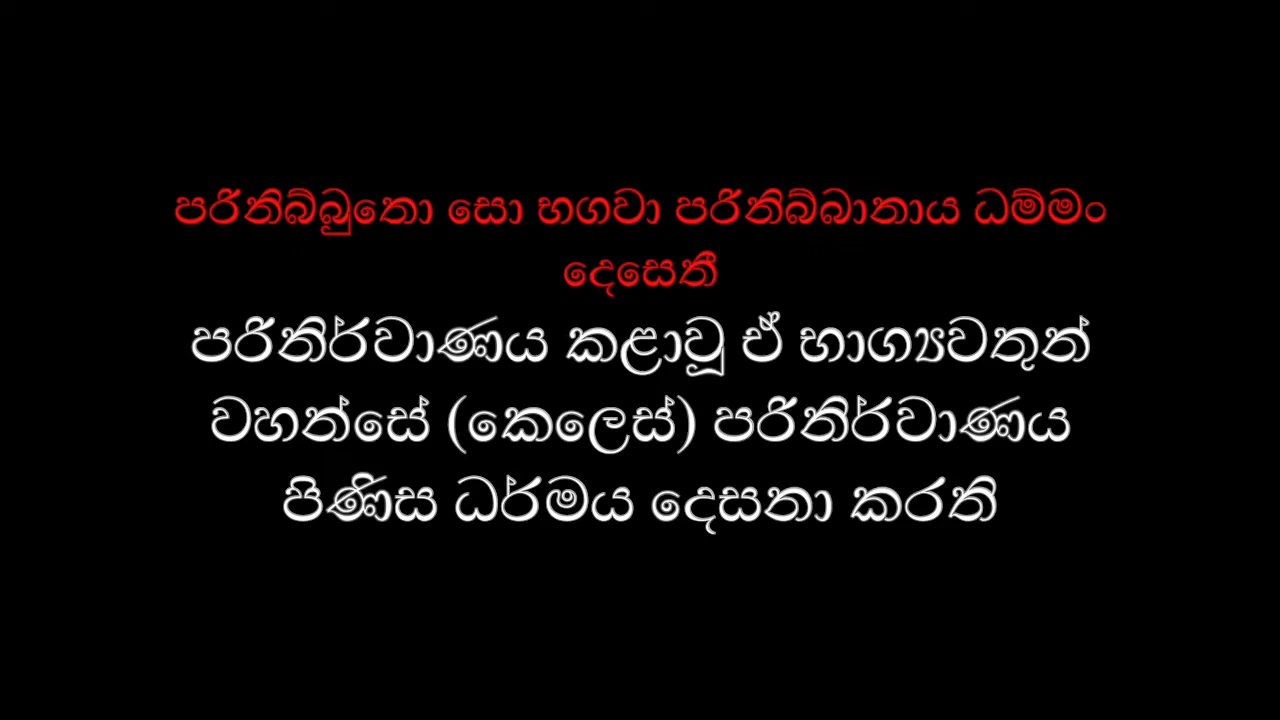 පරිනිබ්බුතො සො භගවා පරිනිබ්බානාය ධම්මං
දෙසෙතී
පරිනිර්වාණය කළාවූ ඒ භාග්‍යවතුන්
වහන්සේ (කෙලෙස්) පරිනිර්වාණය
පිණිස ධර්මය දෙසනා කරති